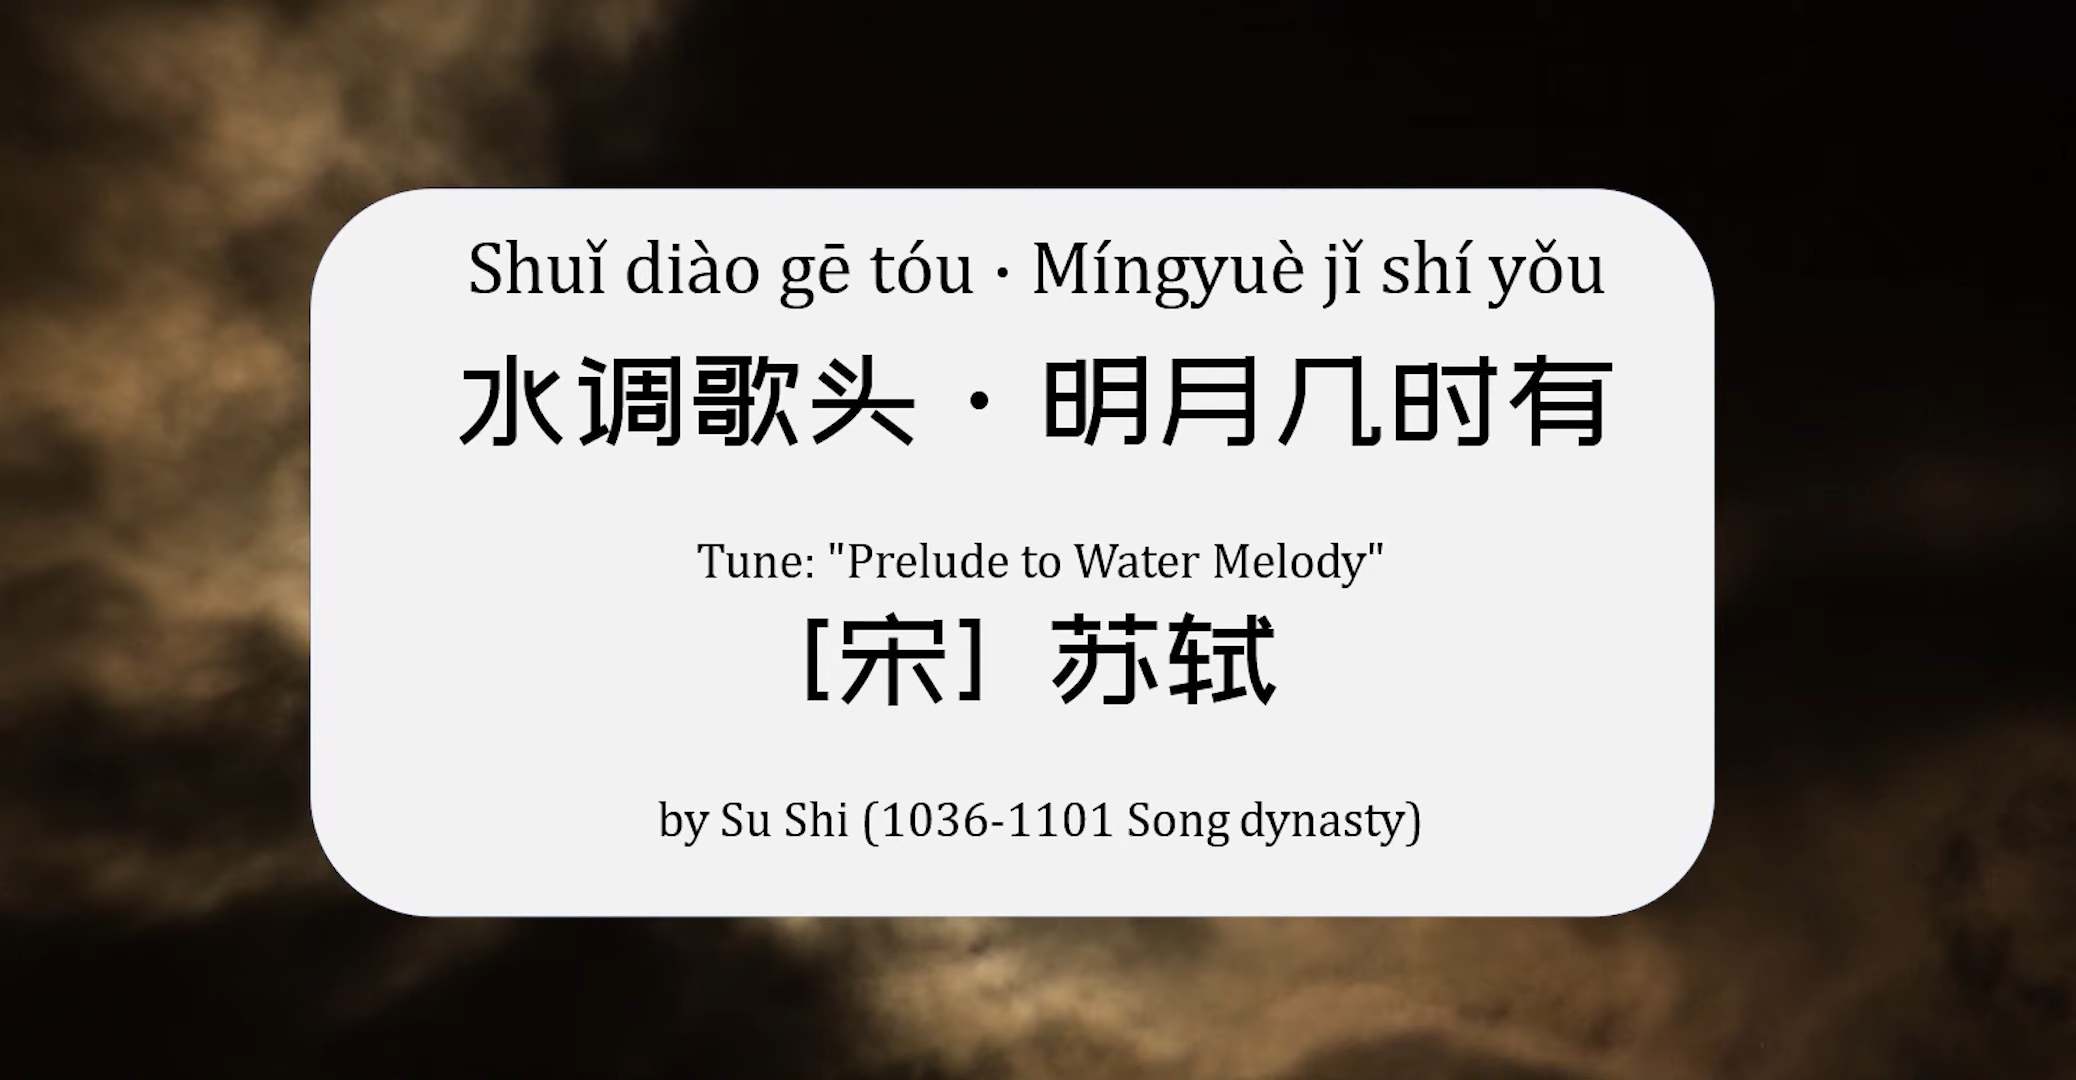 Shuǐ diào gē tóu · Míngyuè jǐ shí yǒu
水调歌头·明月几时有
Tune: "Prelude to Water Melody"
[宋] 苏轼
by Su Shi (1036-1101 Song dynasty)